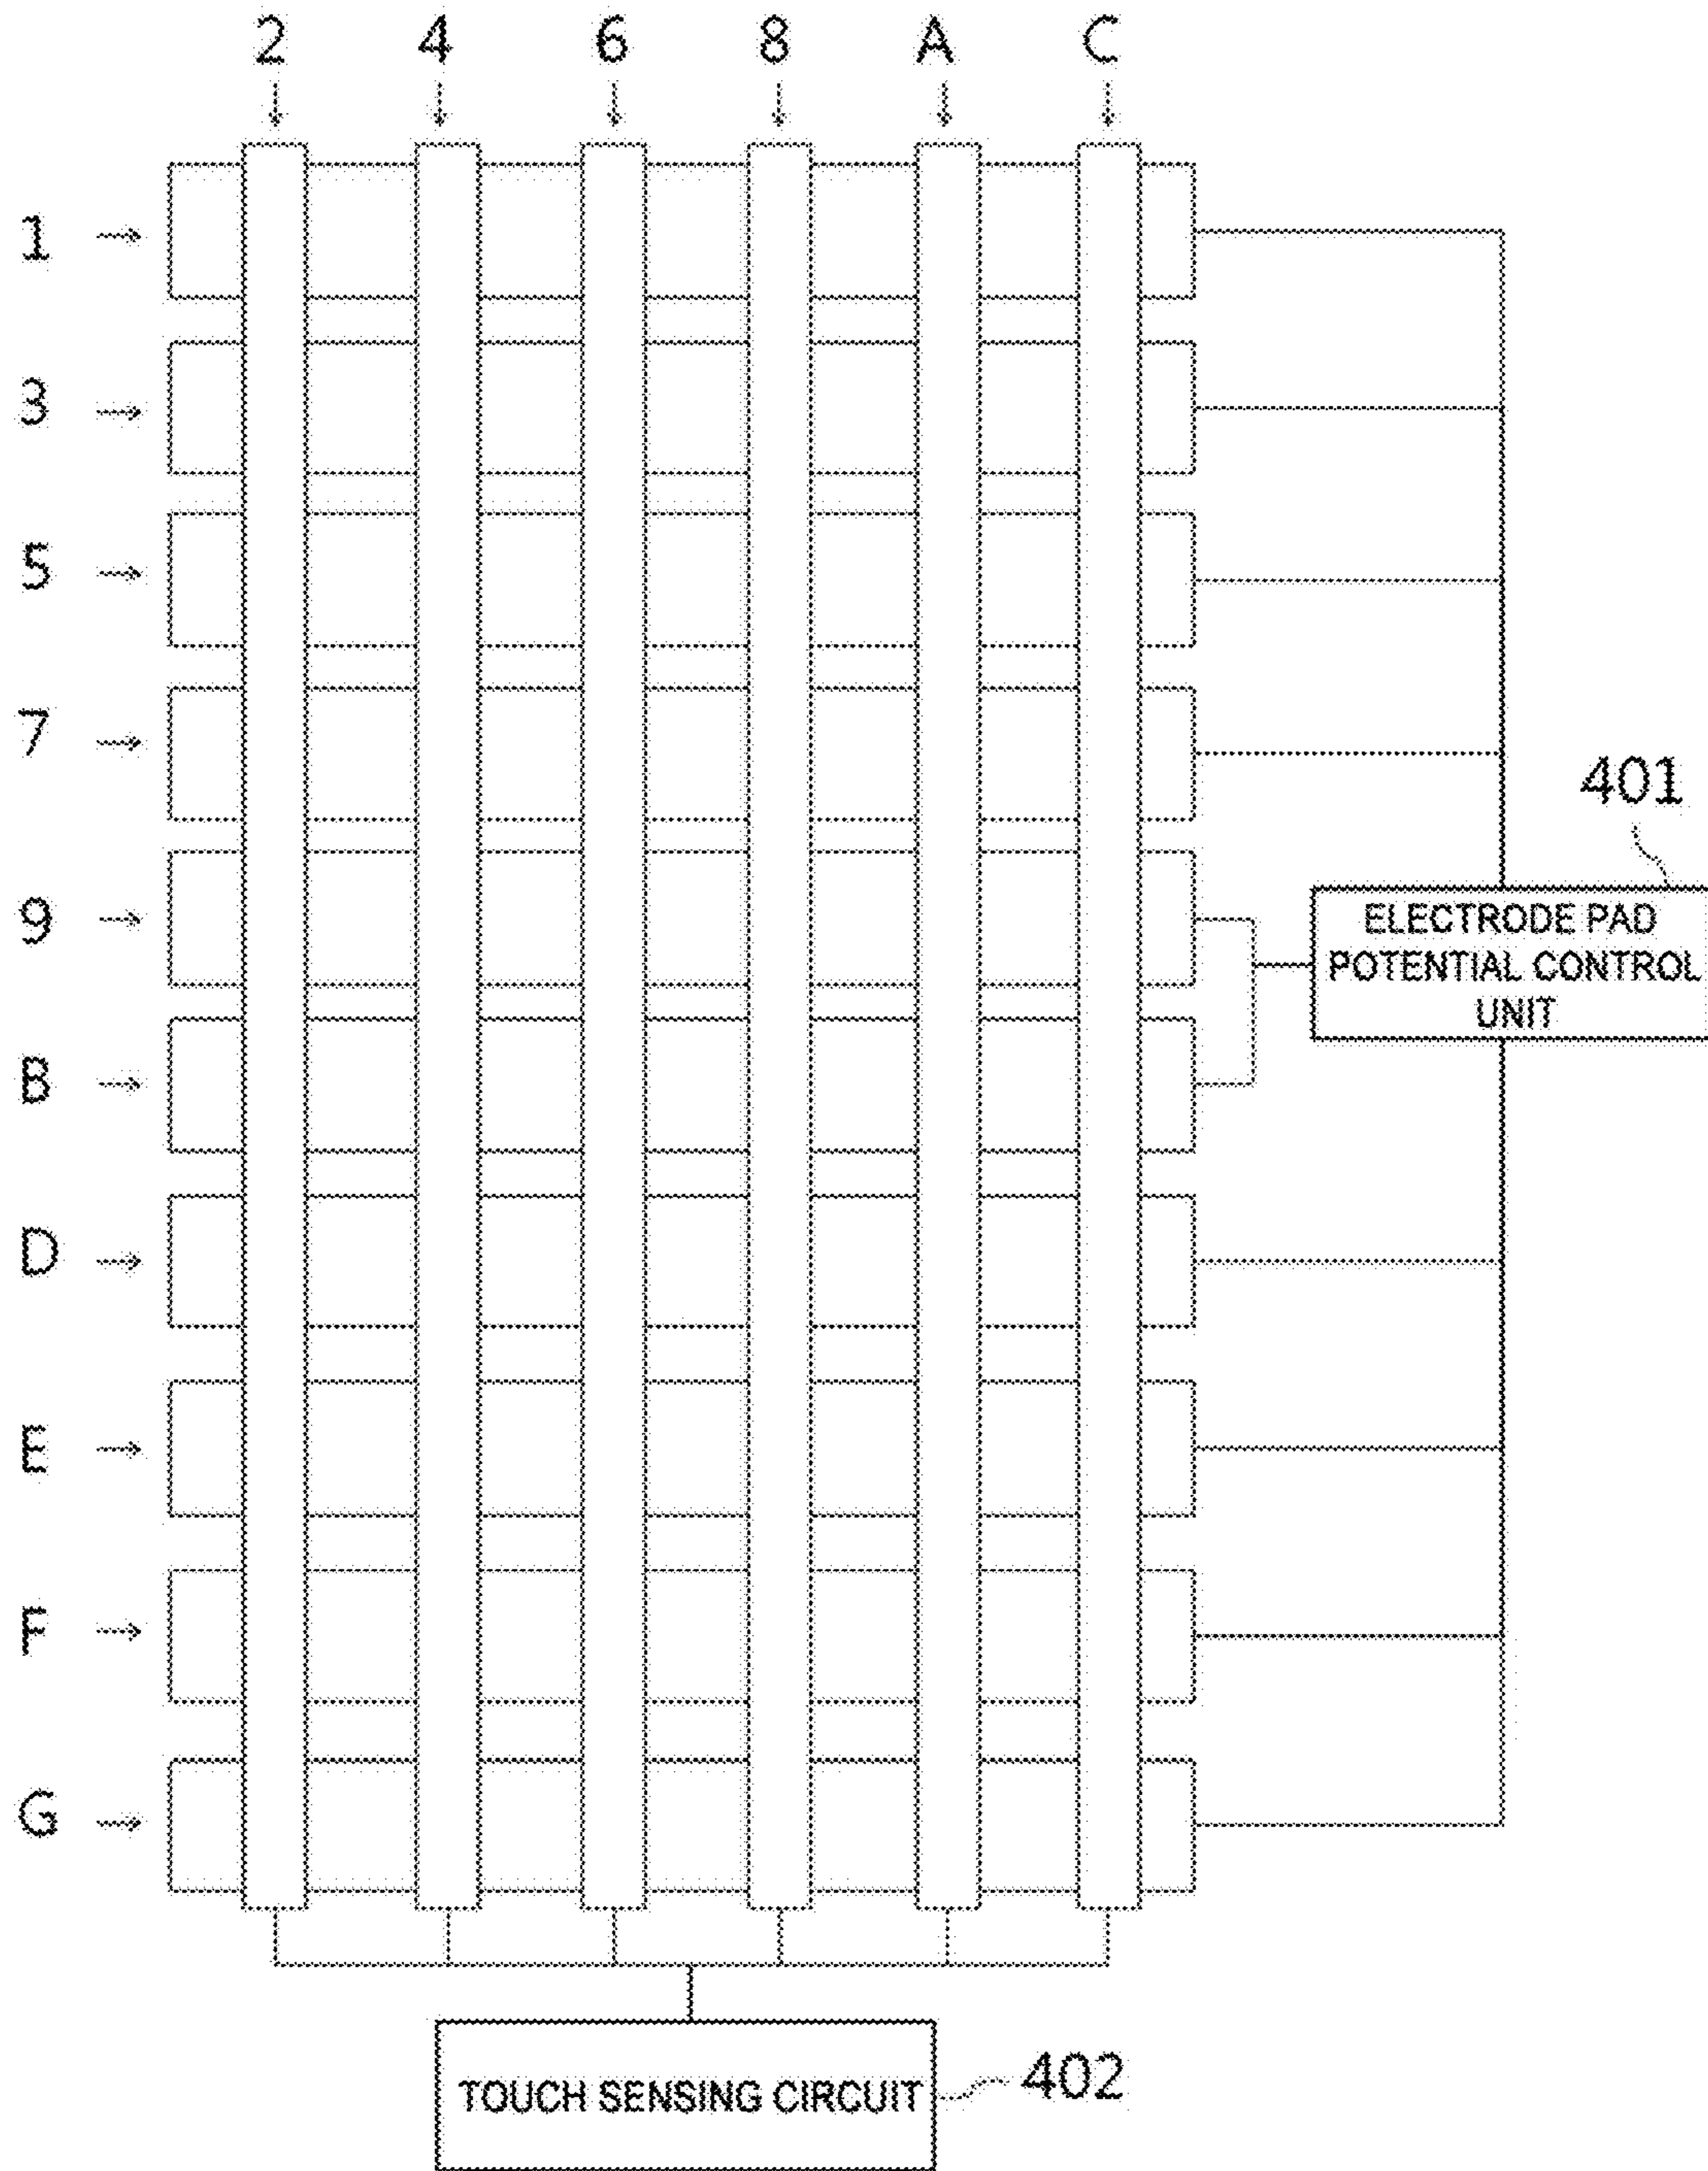 2 4 6 8 A C
1
3
5
7
401
ELECTRODE PAD
POTENTIAL CONTROL
UNIT
9
B
D
E
F
G
TOUCH SENSING CIRCUIT
402